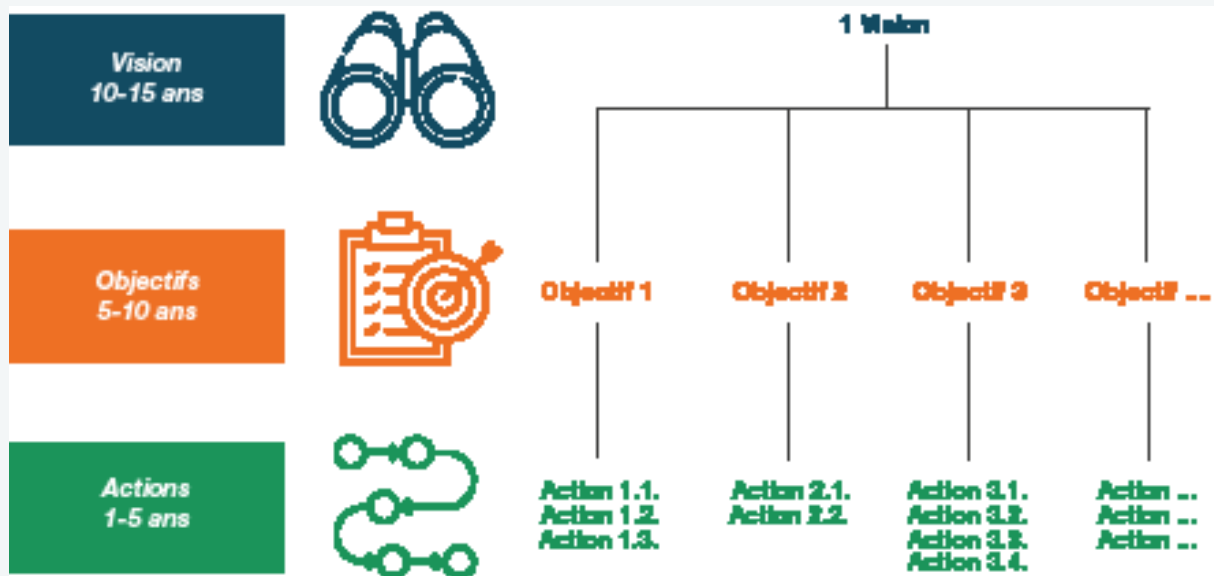 Vision
10-15 ans
1 Vision
Objectifs
5-10 ans
Objectif 1
Objectif 2
Objectif 3
Objectif ...
Actions
1-5 ans
Action 1.1.
Action 1.2.
Action 1.3.
Action 2.1.
Action 2.2.
Action 3.1.
Action 3.2.
Action 3.3.
Action 3.4.
Action ...
Action ...
Action ...